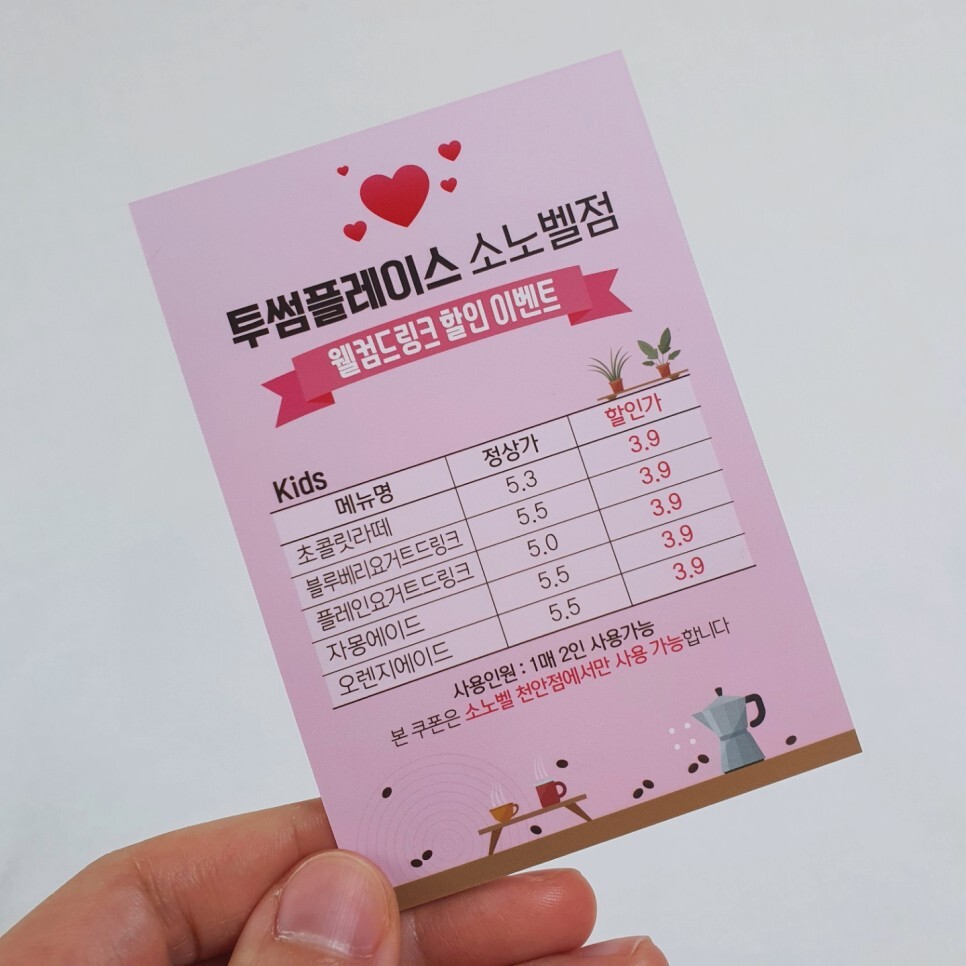 투썸플레이스 소노벨점
웰컴드링크 할인 이벤트
Kids
메뉴명 정상가 할인가
초콜릿라떼 5.3 3.9
블루베리요거트드링크 5.5 3.9
플레인요거트드링크 5.0 3.9
자몽에이드 5.5 3.9
오렌지에이드 5.5 3.9
사용인원 : 1매 2인 사용가능
본 쿠폰은 소노벨 천안점에서만 사용 가능합니다